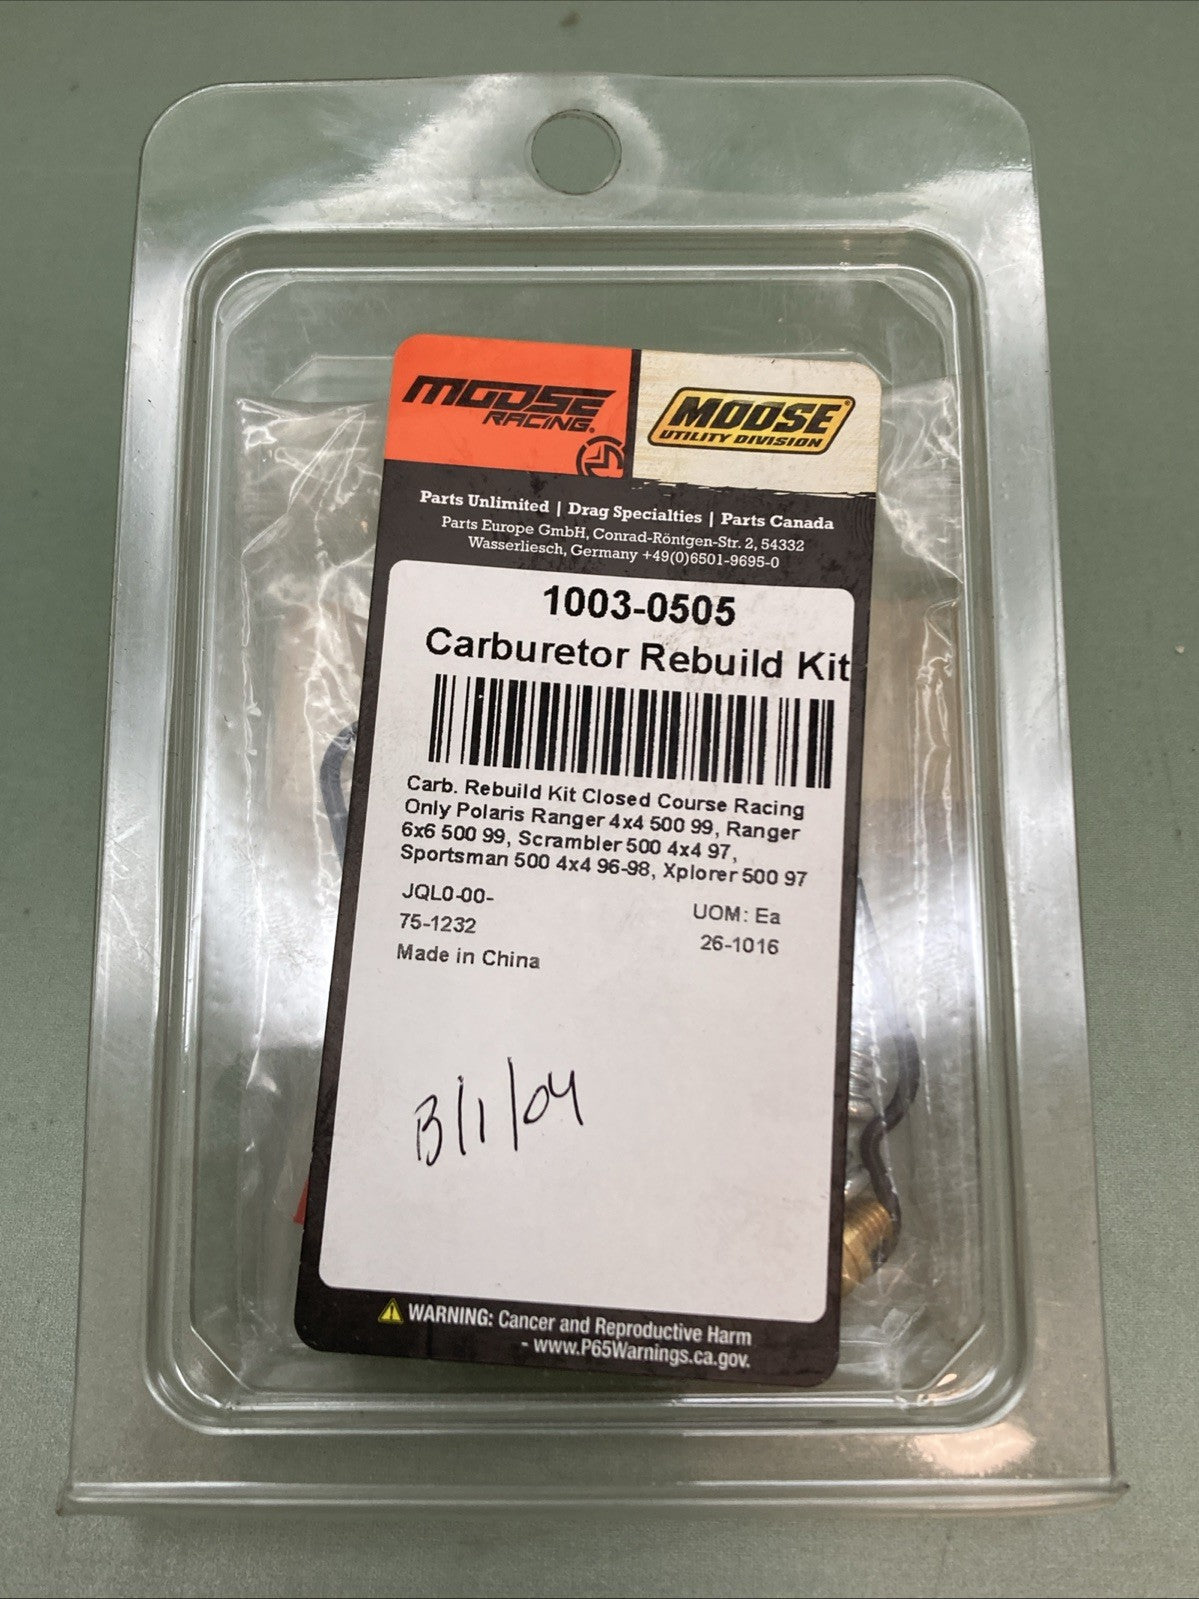 MOOSE
RACING®
MOOSE®
UTILITY DIVISION
Parts Unlimited | Drag Specialties | Parts Canada
Parts Europe GmbH, Conrad-Röntgen-Str. 2, 54332
Wasserliesch, Germany +49(0)6501-9695-0
1003-0505
Carburetor Rebuild Kit
Carb. Rebuild Kit Closed Course Racing
Only Polaris Ranger 4x4 500 99, Ranger
6x6 500 99, Scrambler 500 4x4 97,
Sportsman 500 4x4 96-98, Xplorer 500 97
JQL0-00-
UOM: Ea
75-1232
26-1016
Made in China
B/1/04
WARNING: Cancer and Reproductive Harm
- www.P65Warnings.ca.gov.